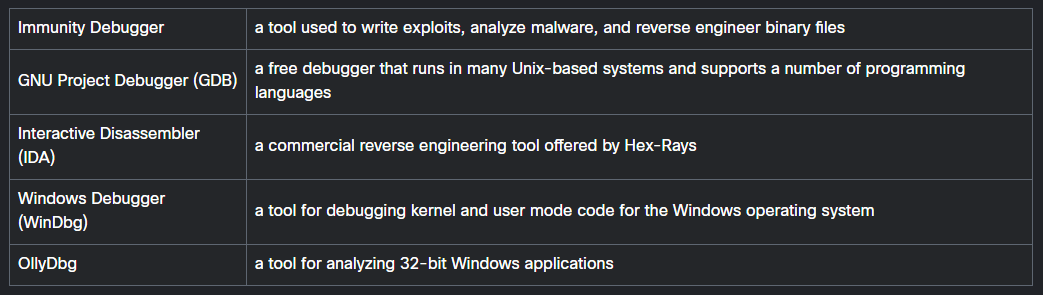 Immunity Debugger
a tool used to write exploits, analyze malware, and reverse engineer binary files
GNU Project Debugger (GDB)
a free debugger that runs in many Unix-based systems and supports a number of programming
languages
Interactive Disassembler
(IDA)
a commercial reverse engineering tool offered by Hex-Rays
Windows Debugger
(WinDbg)
a tool for debugging kernel and user mode code for the Windows operating system
OllyDbg
a tool for analyzing 32-bit Windows applications